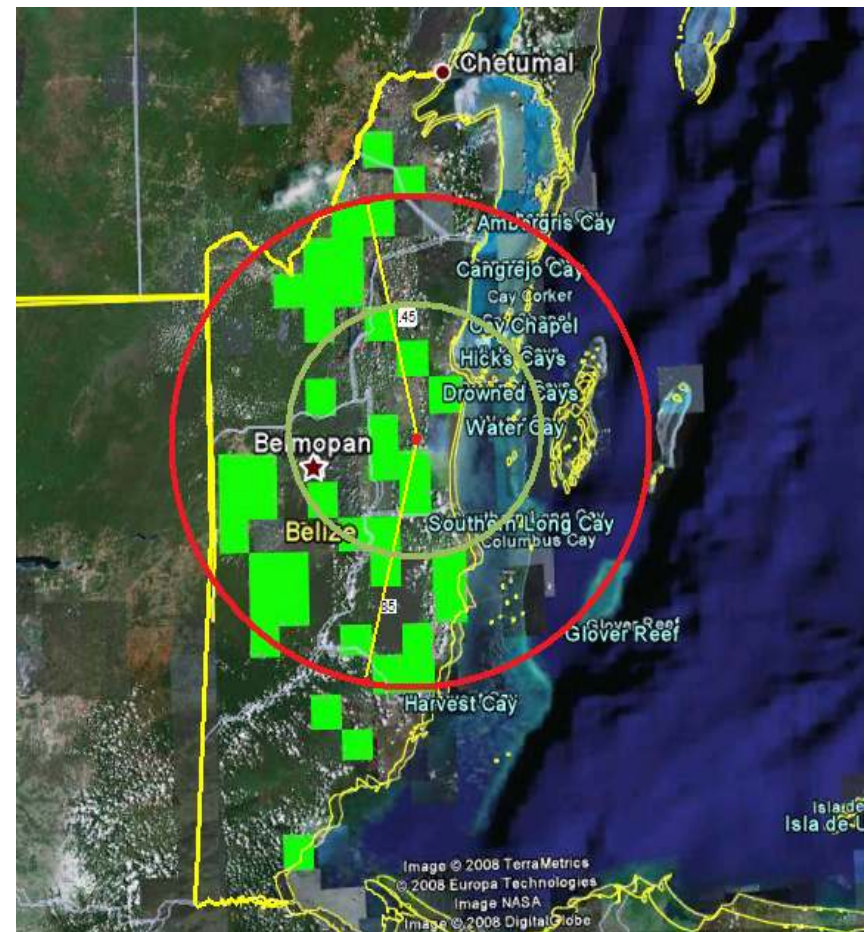 Chetumal
Ambergris Cay
Cangrejo Cay
Cay Corker
.45
Cay Chapel
Hicks Cays
Drowned Cays
Water Cay
Belmopan
Southern Long Cay
Belize
Columbus Cay
35
Glover Reef
Glover Reef
Harvest Cay
Isla de
Isla de U
Image © 2008 TerraMetrics
© 2008 Europa Technologies
Image NASA
Image © 2008 DigitalGlobe